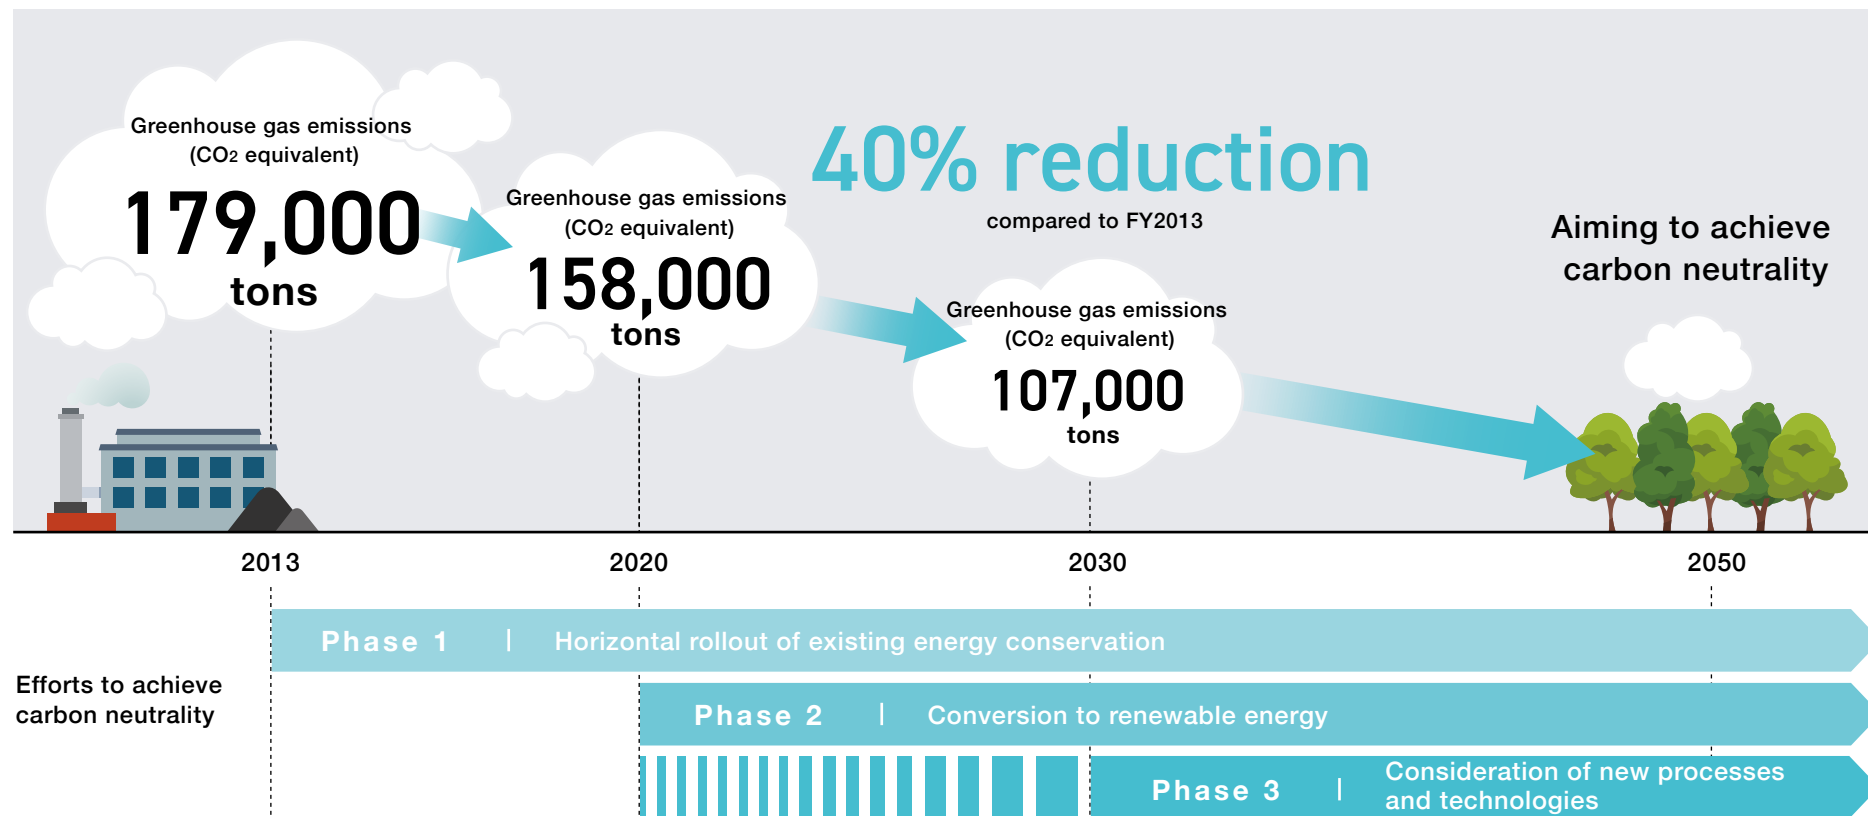 Greenhouse gas emissions
(CO2 equivalent)
179,000
tons
Greenhouse gas emissions
(CO2 equivalent)
158,000
tons
40% reduction
compared to FY2013
Greenhouse gas emissions
(CO2 equivalent)
107,000
tons
Aiming to achieve
carbon neutrality
2013
2020
2030
2050
Efforts to achieve
carbon neutrality
Phase 1 | Horizontal rollout of existing energy conservation
Phase 2 | Conversion to renewable energy
Phase 3 | Consideration of new processes
and technologies